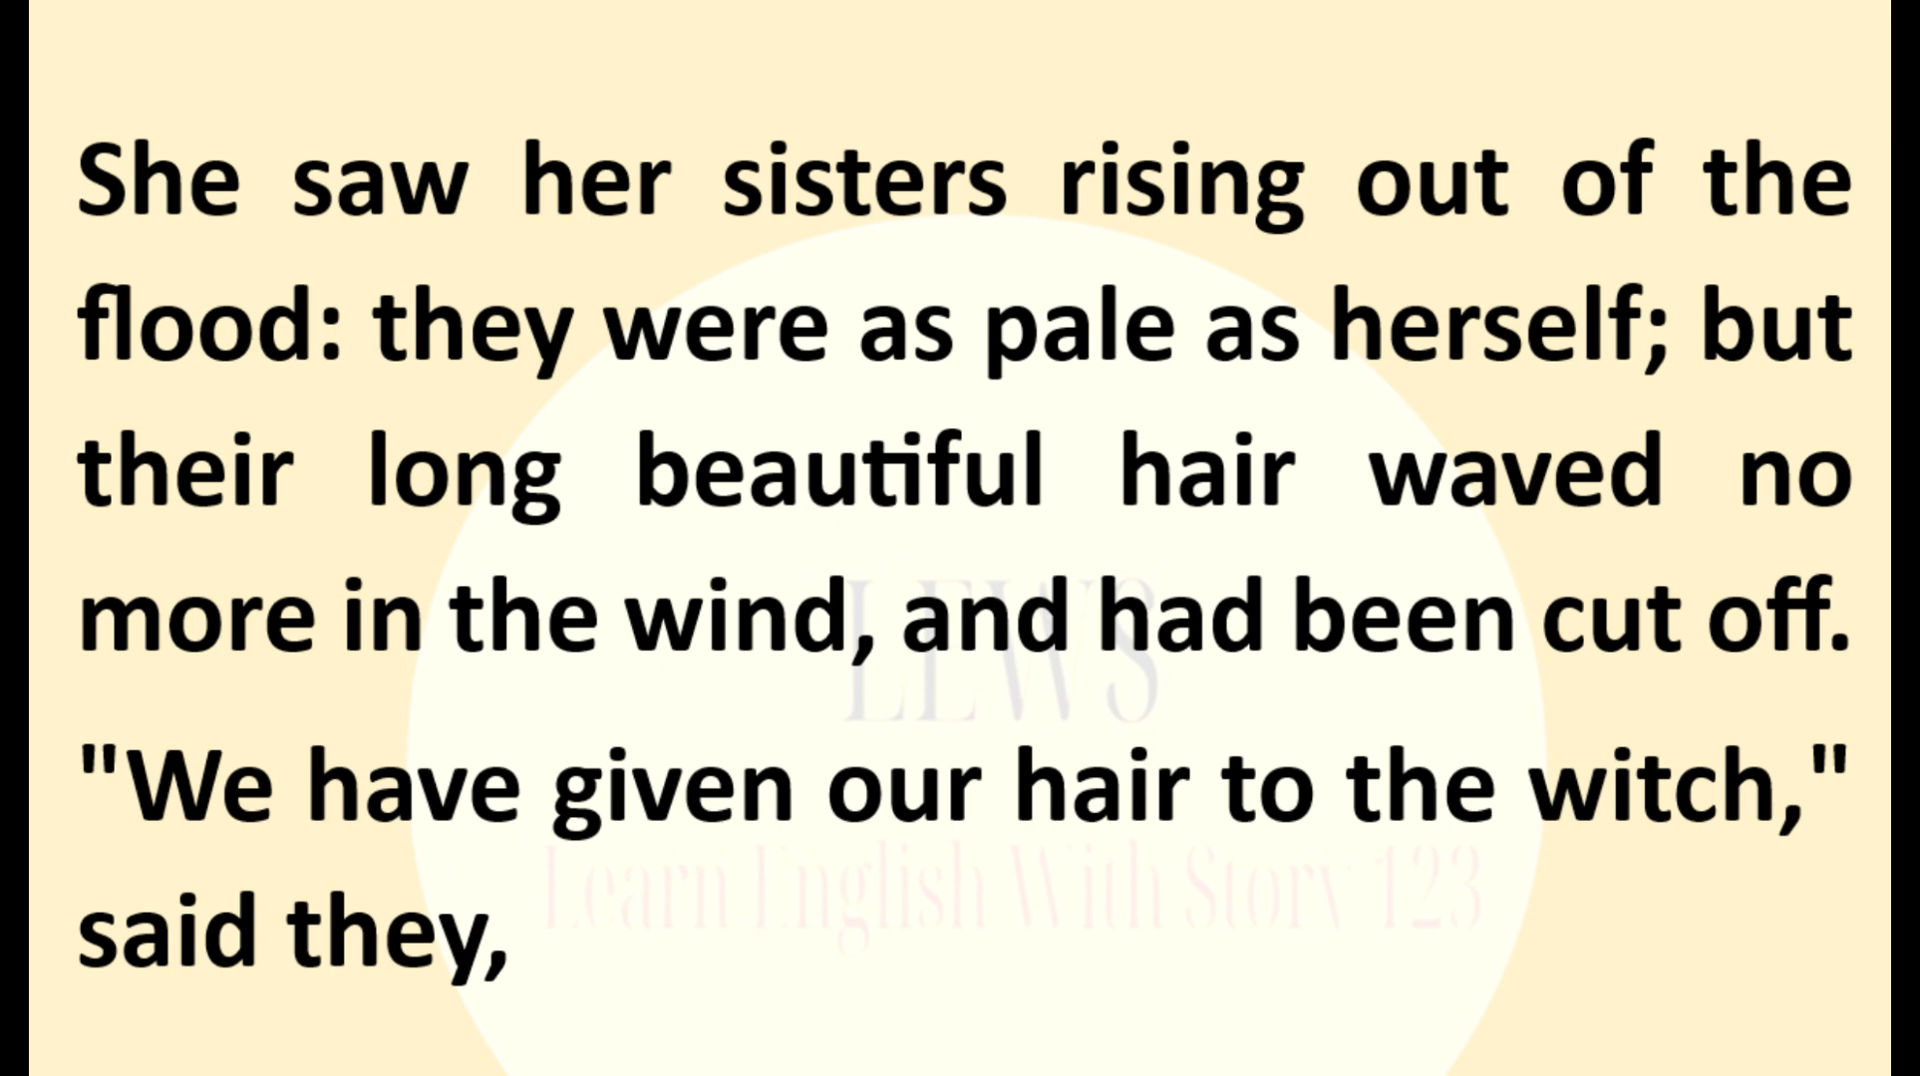 She saw her sisters rising out of the
flood: they were as pale as herself; but
their long beautiful hair waved no
more in the wind, and had been cut off.
LEWS
"We have given our hair to the witch,"
Learn English With Story 123
said they,